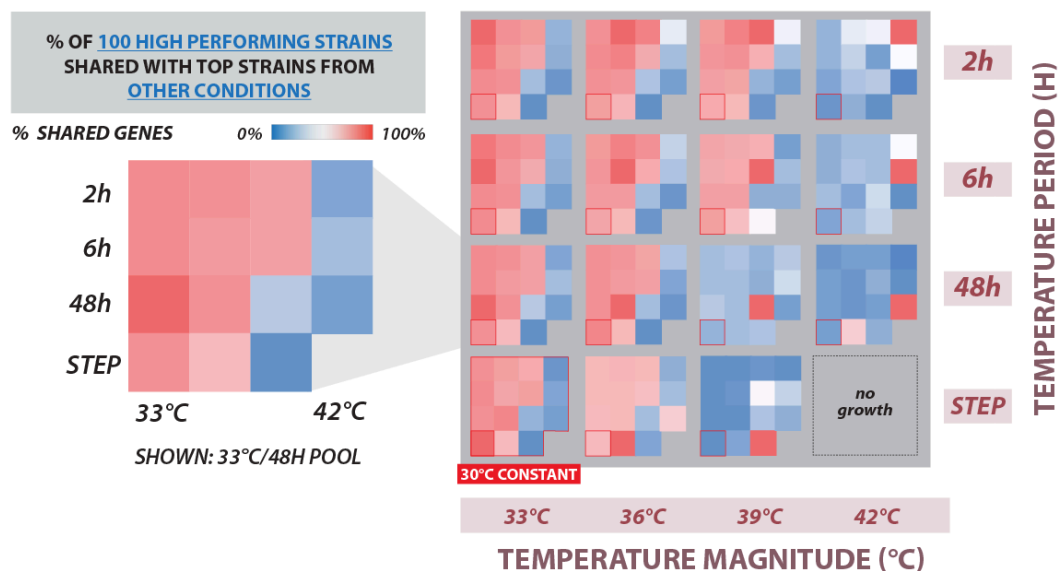 % OF 100 HIGH PERFORMING STRAINS
SHARED WITH TOP STRAINS FROM
OTHER CONDITIONS
% SHARED GENES
0%
100%
2h
6h
48h
STEP
33°C
42°C
SHOWN: 33°C/48H POOL
no
growth
30°C CONSTANT
33°C
36°C
39°C
42°C
TEMPERATURE MAGNITUDE (°C)
2h
6h
48h
STEP
TEMPERATURE PERIOD (H)